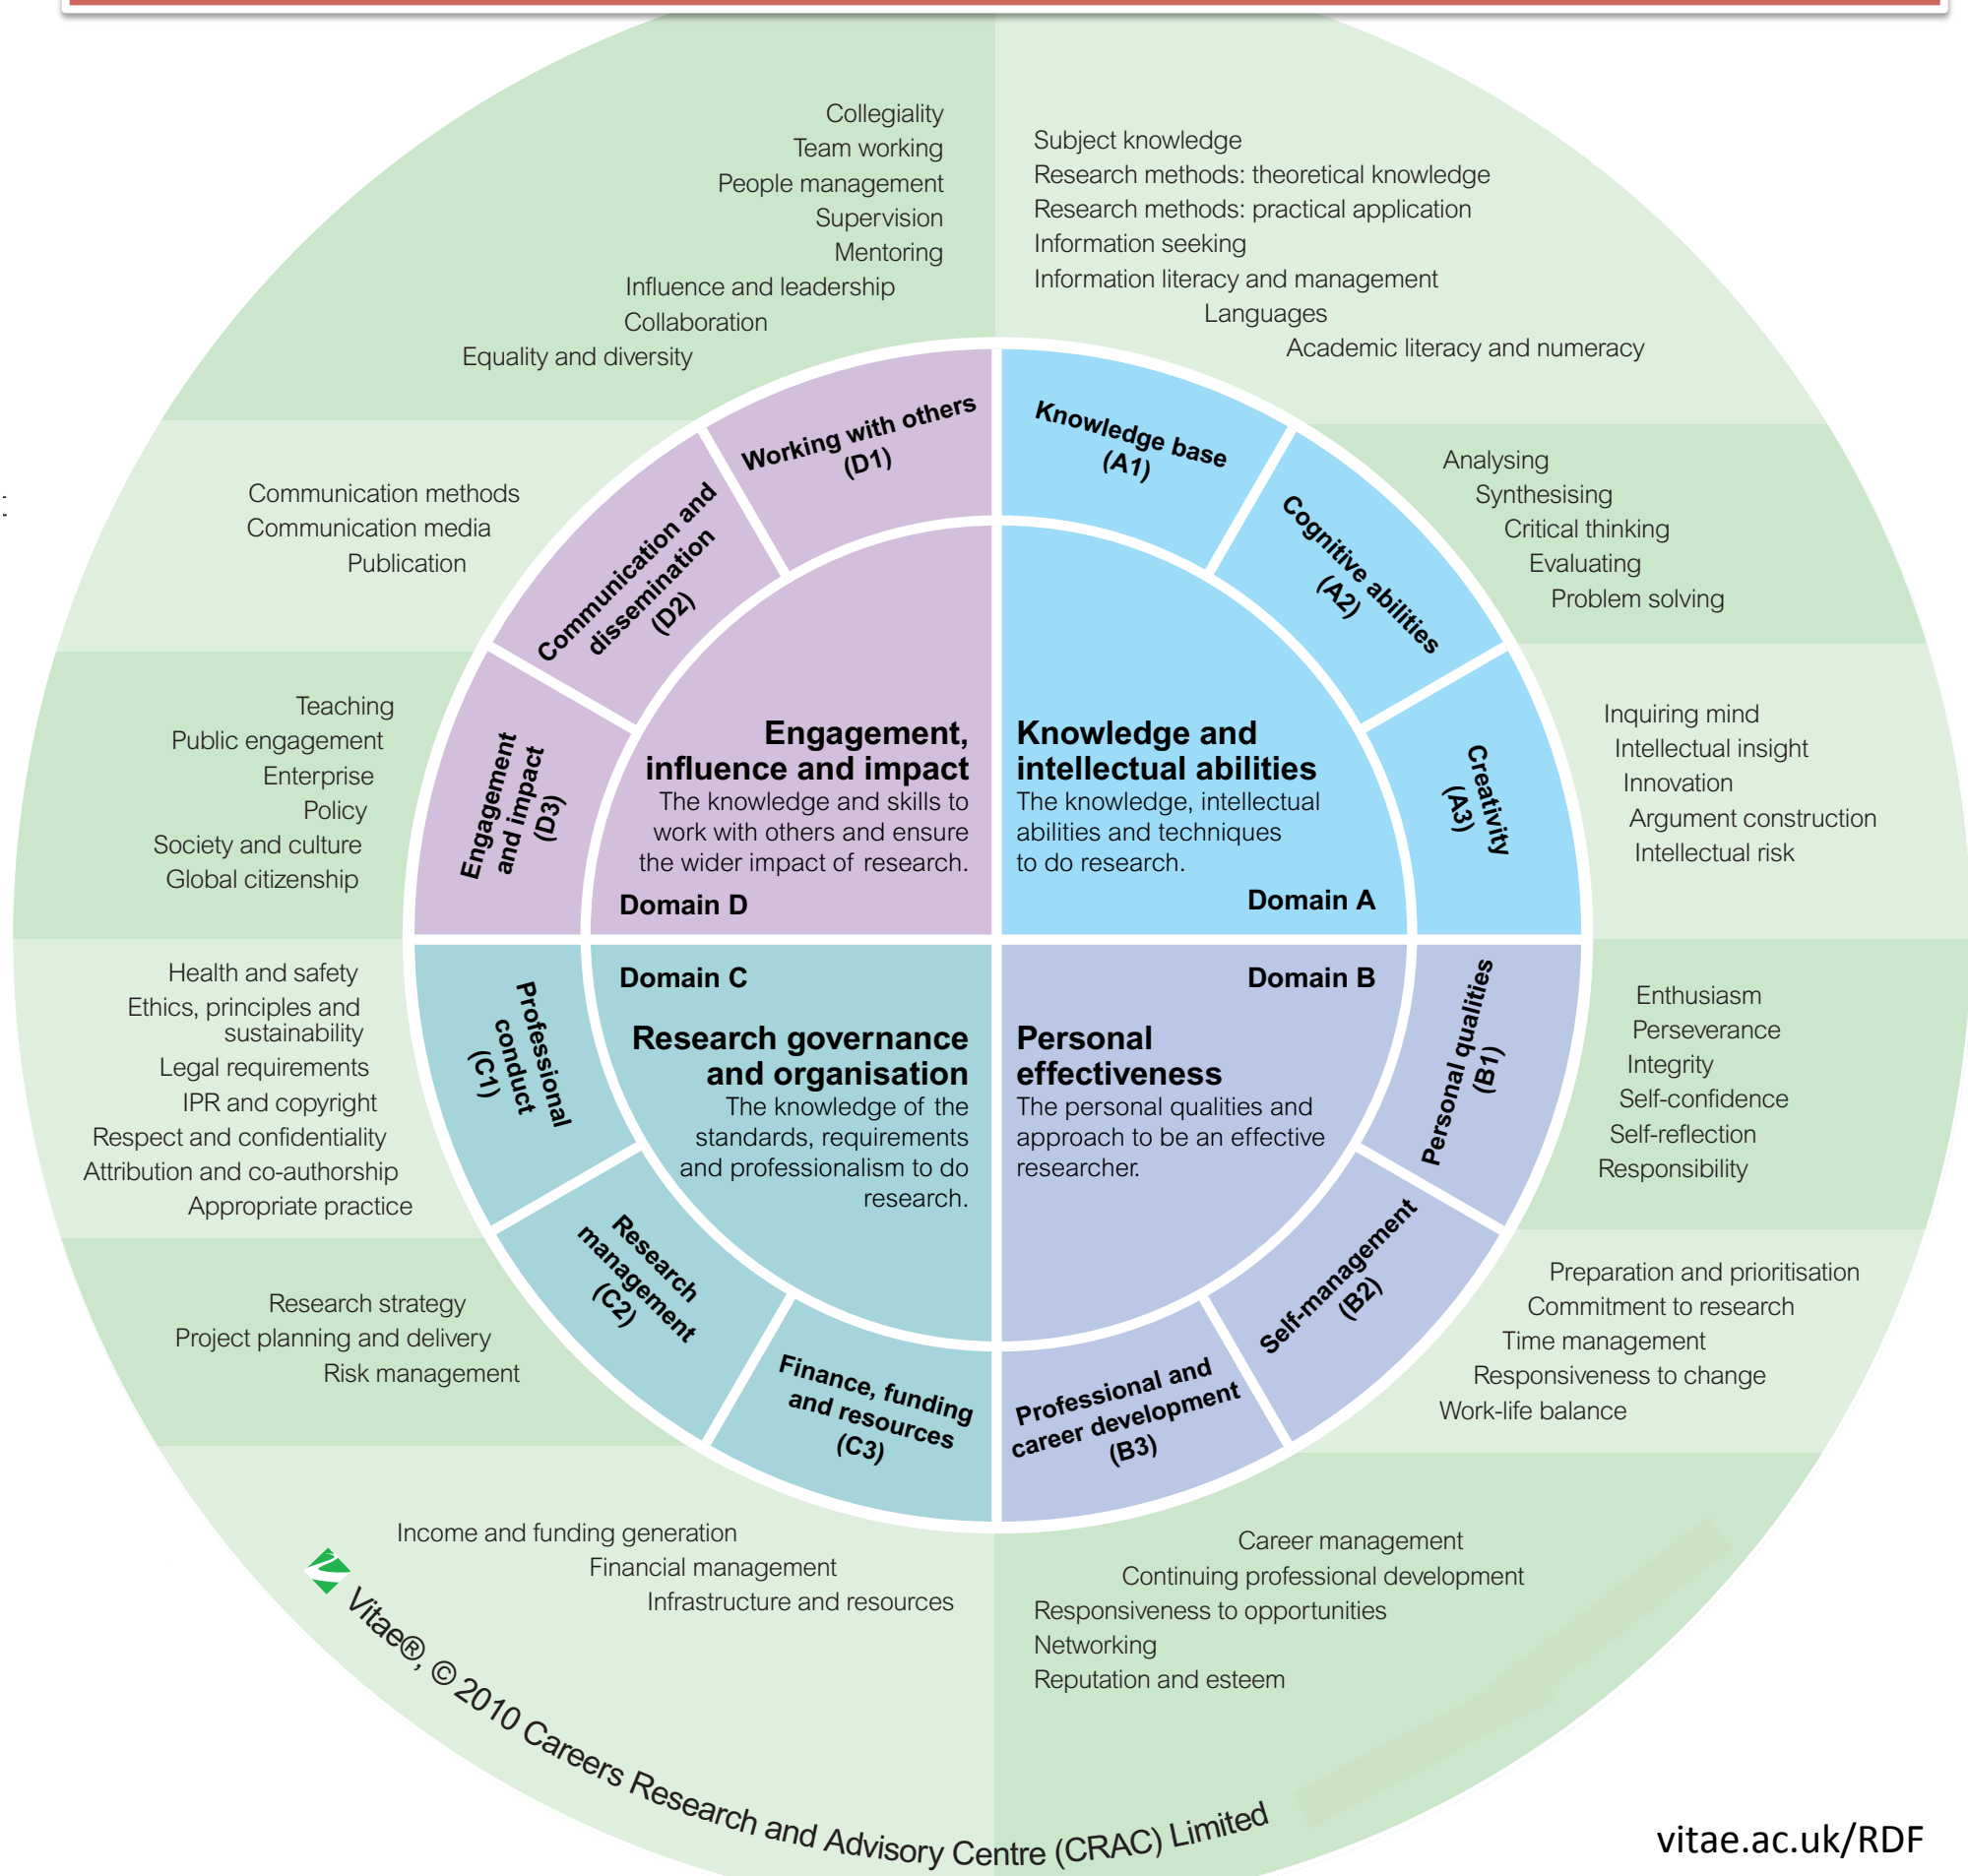 Collegiality
Team working
People management
Supervision
Mentoring
Influence and leadership
Collaboration
Equality and diversity
Subject knowledge
Research methods: theoretical knowledge
Research methods: practical application
Information seeking
Information literacy and management
Languages
Academic literacy and numeracy
Working with others
(D1)
Knowledge base
(A1)
Communication methods
Communication media
Publication
Communication and
dissemination
(D2)
Cognitive abilities
(A2)
Analysing
Synthesising
Critical thinking
Evaluating
Problem solving
Teaching
Public engagement
Enterprise
Policy
Society and culture
Global citizenship
Engagement
and impact
(D3)
Engagement,
influence and impact
The knowledge and skills to
work with others and ensure
the wider impact of research.
Domain D
Knowledge and
intellectual abilities
The knowledge, intellectual
abilities and techniques
to do research.
Domain A
Creativity
(A3)
Inquiring mind
Intellectual insight
Innovation
Argument construction
Intellectual risk
Health and safety
Ethics, principles and
sustainability
Legal requirements
IPR and copyright
Respect and confidentiality
Attribution and co-authorship
Appropriate practice
Professional
conduct
(C1)
Domain C
Research governance
and organisation
The knowledge of the
standards, requirements
and professionalism to do
research.
Domain B
Personal
effectiveness
The personal qualities and
approach to be an effective
researcher.
Personal qualities
(B1)
Enthusiasm
Perseverance
Integrity
Self-confidence
Self-reflection
Responsibility
Research strategy
Project planning and delivery
Risk management
Research
management
(C2)
Self-management
(B2)
Preparation and prioritisation
Commitment to research
Time management
Responsiveness to change
Work-life balance
Finance, funding
and resources
(C3)
Professional and
career development
(B3)
Income and funding generation
Financial management
Infrastructure and resources
Career management
Continuing professional development
Responsiveness to opportunities
Networking
Reputation and esteem
Vitae®, © 2010 Careers Research and Advisory Centre (CRAC) Limited
vitae.ac.uk/RDF